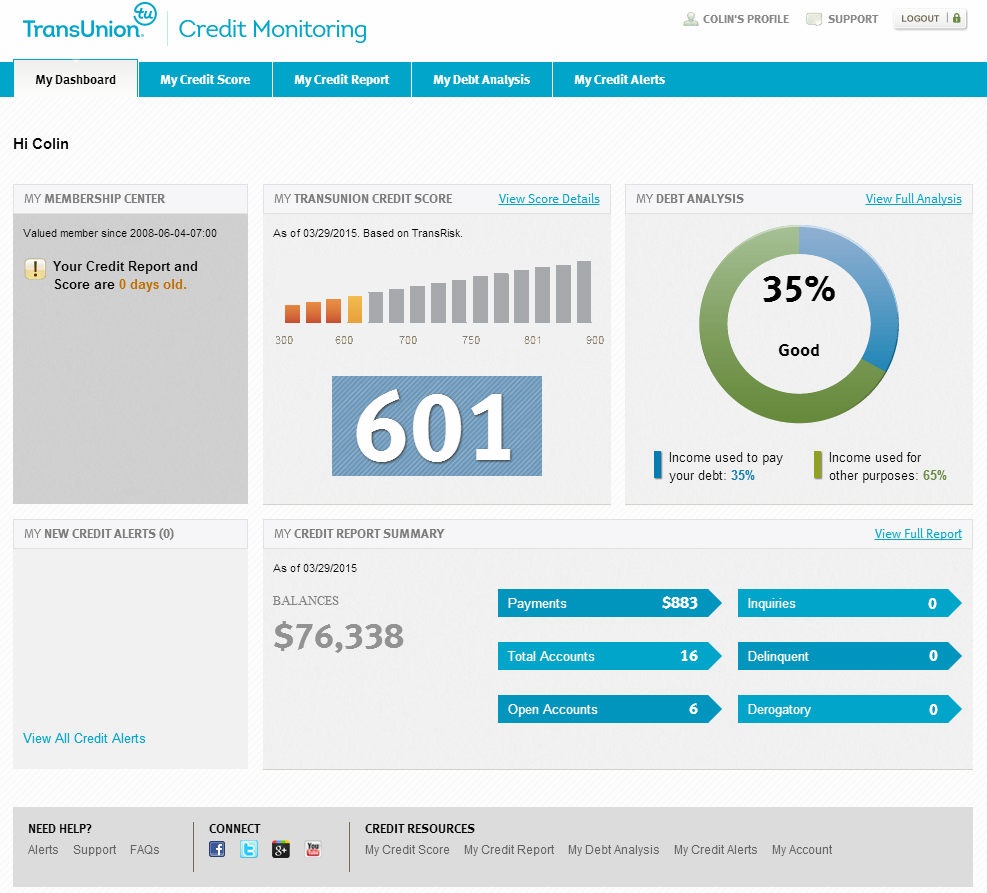 TransUnion. tu
Credit Monitoring
COLIN'S PROFILE
SUPPORT
LOGOUT
My Dashboard
My Credit Score
My Credit Report
My Debt Analysis
My Credit Alerts
Hi Colin
MY MEMBERSHIP CENTER
Valued member since 2008-06-04-07:00
!
Your Credit Report and
Score are 0 days old.
MY TRANSUNION CREDIT SCORE
View Score Details
As of 03/29/2015. Based on TransRisk.
300 600 700 750 801 900
601
MY DEBT ANALYSIS
View Full Analysis
35%
Good
Income used to pay
your debt: 35%
Income used for
other purposes: 65%
MY NEW CREDIT ALERTS (0)
View All Credit Alerts
MY CREDIT REPORT SUMMARY
View Full Report
As of 03/29/2015
BALANCES
$76,338
Payments $883
Inquiries 0
Total Accounts 16
Delinquent 0
Open Accounts 6
Derogatory 0
NEED HELP?
Alerts Support FAQs
CONNECT
f t g+ You Tube
CREDIT RESOURCES
My Credit Score My Credit Report My Debt Analysis My Credit Alerts My Account